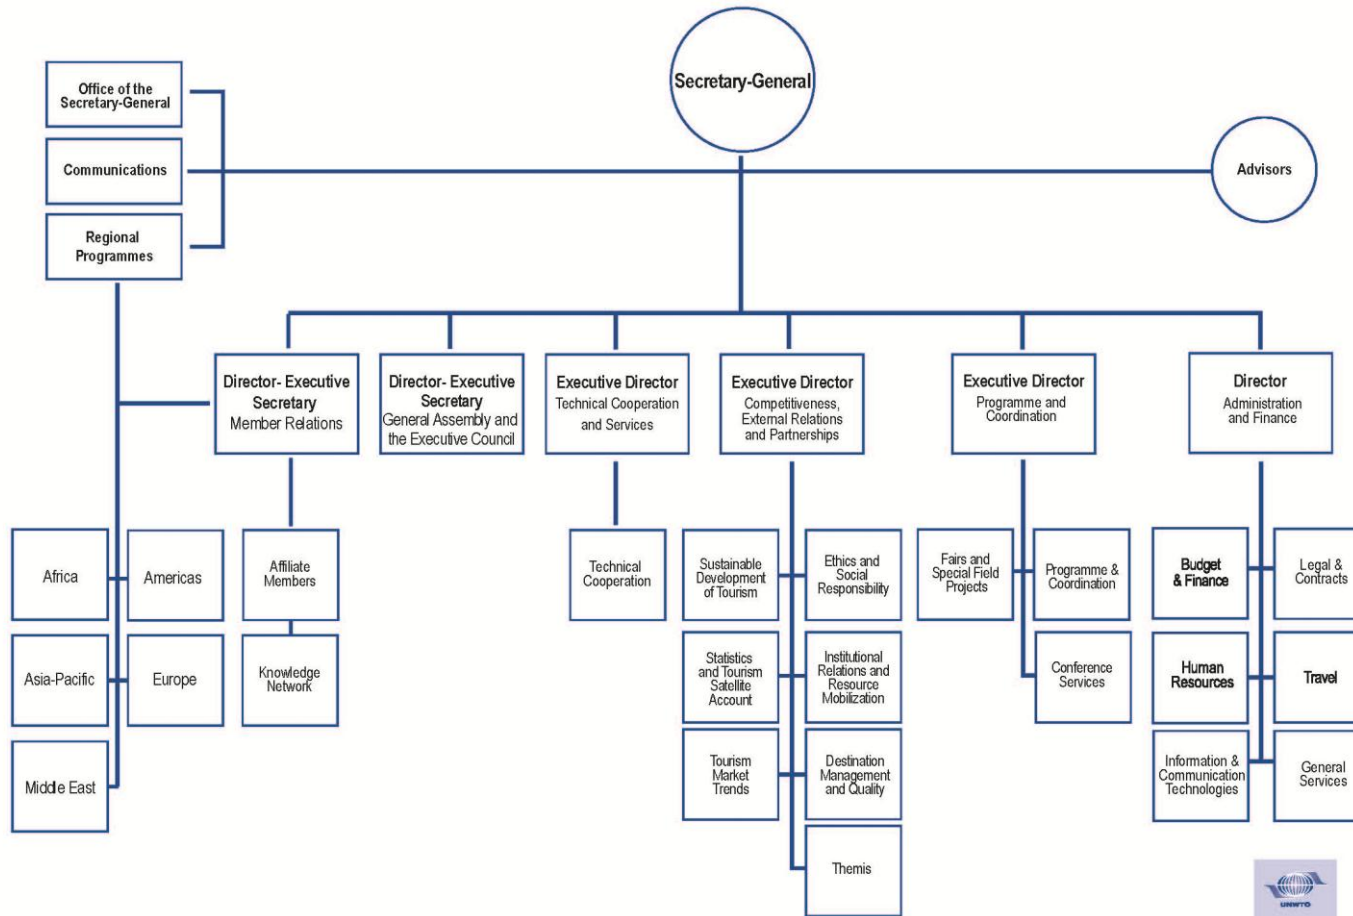 Secretary-General
Office of the
Secretary-General
Communications
Regional
Programmes
Advisors
Director- Executive
Secretary
Member Relations
Director- Executive
Secretary
General Assembly and
the Executive Council
Executive Director
Technical Cooperation
and Services
Executive Director
Competitiveness,
External Relations
and Partnerships
Executive Director
Programme and
Coordination
Director
Administration
and Finance
Africa
Americas
Asia-Pacific
Europe
Middle East
Affiliate
Members
Knowledge
Network
Technical
Cooperation
Sustainable
Development
of Tourism
Ethics and
Social
Responsibility
Statistics
and Tourism
Satellite
Account
Institutional
Relations and
Resource
Mobilization
Tourism
Market
Trends
Destination
Management
and Quality
Themis
Fairs and
Special Field
Projects
Programme &
Coordination
Conference
Services
Budget
& Finance
Legal &
Contracts
Human
Resources
Travel
Information &
Communication
Technologies
General
Services
UNWTO